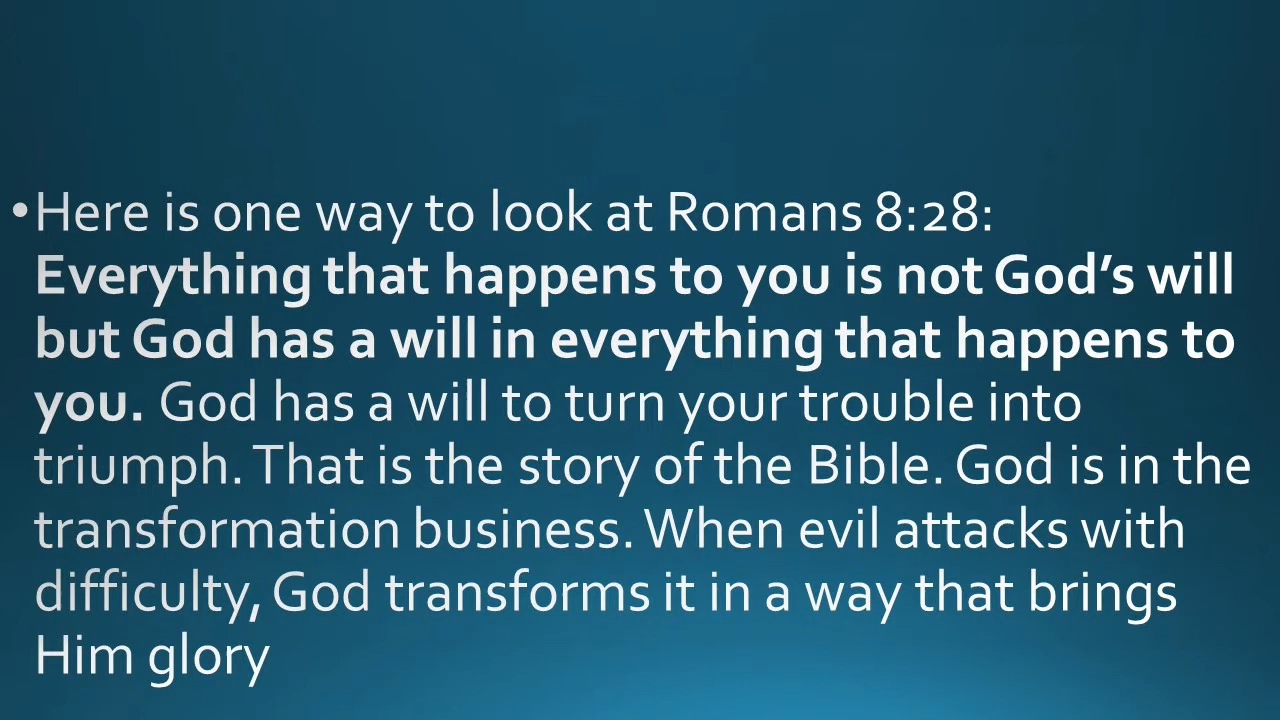 •Here is one way to look at Romans 8:28:
Everything that happens to you is not God’s will
but God has a will in everything that happens to
you. God has a will to turn your trouble into
triumph. That is the story of the Bible. God is in the
transformation business. When evil attacks with
difficulty, God transforms it in a way that brings
Him glory